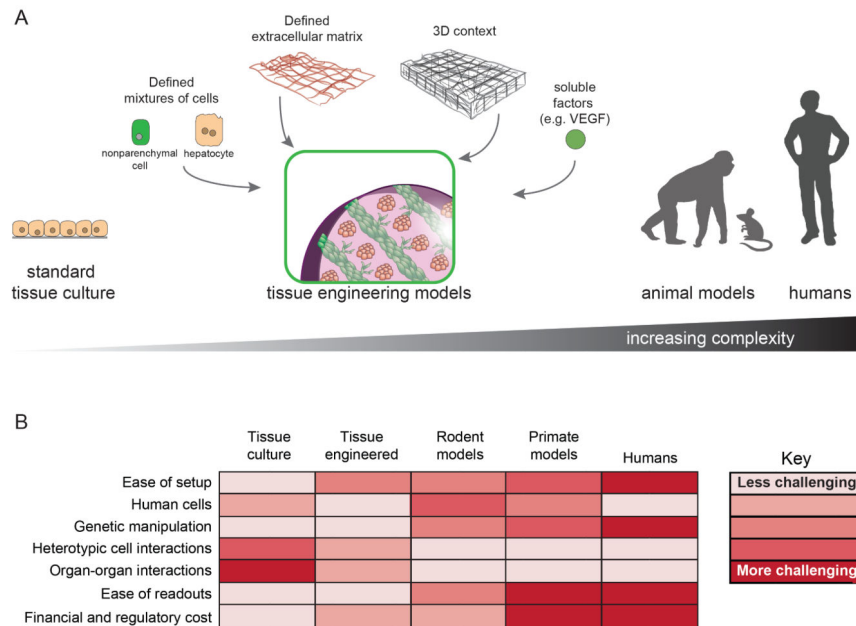 A
Defined
extracellular matrix
3D context
Defined
mixtures of cells
soluble
factors
(e.g. VEGF)
nonparenchymal
cell
hepatocyte
standard
tissue culture
tissue engineering models
animal models
humans
increasing complexity
B
Tissue
culture
Tissue
engineered
Rodent
models
Primate
models
Humans
Key
Ease of setup
Human cells
Genetic manipulation
Heterotypic cell interactions
Organ-organ interactions
Ease of readouts
Financial and regulatory cost
Less challenging
More challenging